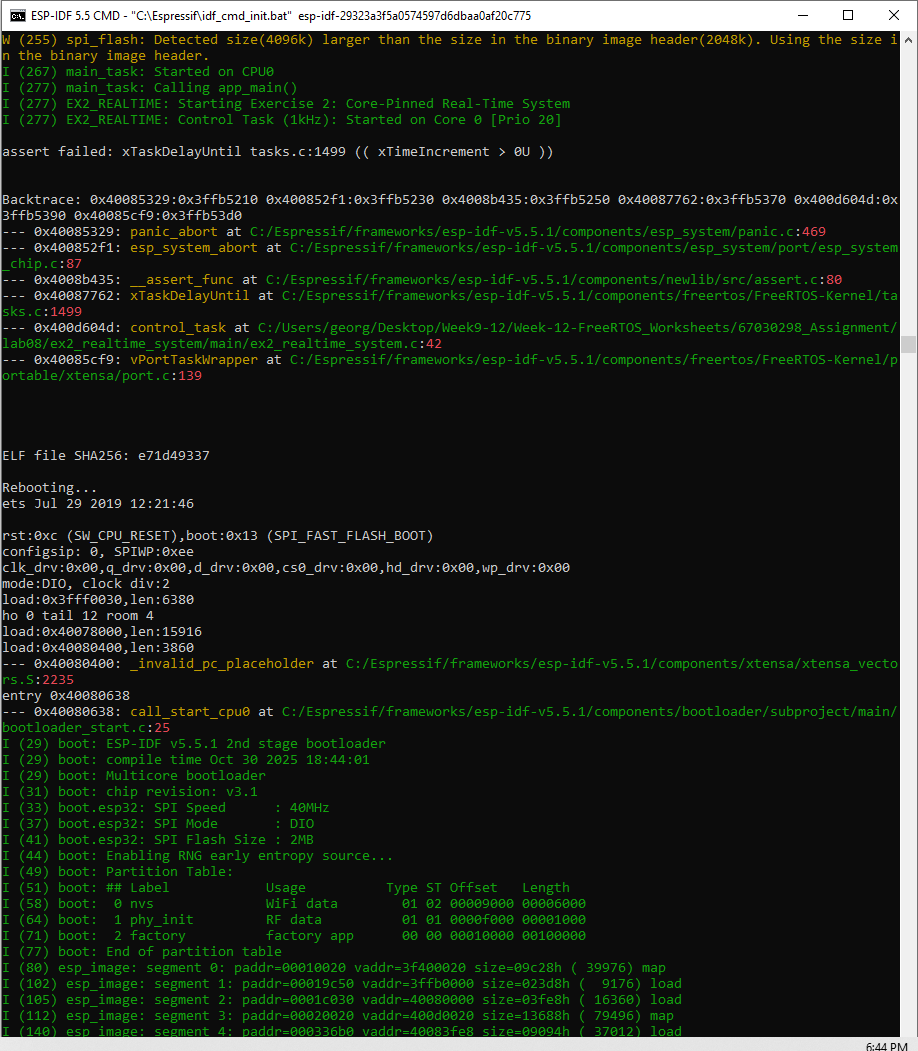 ESP-IDF 5.5 CMD - "C:\Espressif\idf_cmd_init.bat"  esp-idf-29323a3f5a0574597d6dbaa0af20c775
W (255) spi_flash: Detected size(4096k) larger than the size in the binary image header(2048k). Using the size i
n the binary image header.
I (267) main_task: Started on CPU0
I (277) main_task: Calling app_main()
I (277) EX2_REALTIME: Starting Exercise 2: Core-Pinned Real-Time System
I (277) EX2_REALTIME: Control Task (1kHz): Started on Core 0 [Prio 20]
assert failed: xTaskDelayUntil tasks.c:1499 (( xTimeIncrement > 0U ))
Backtrace: 0x40085329:0x3ffb5210 0x400852f1:0x3ffb5230 0x4008b435:0x3ffb5250 0x40087762:0x3ffb5370 0x400d604d:0x
3ffb5390 0x40085cf9:0x3ffb53d0
--- 0x40085329: panic_abort at C:/Espressif/frameworks/esp-idf-v5.5.1/components/esp_system/panic.c:469
--- 0x400852f1: esp_system_abort at C:/Espressif/frameworks/esp-idf-v5.5.1/components/esp_system/port/esp_system
_chip.c:87
--- 0x4008b435: __assert_func at C:/Espressif/frameworks/esp-idf-v5.5.1/components/newlib/src/assert.c:80
--- 0x40087762: xTaskDelayUntil at C:/Espressif/frameworks/esp-idf-v5.5.1/components/freertos/FreeRTOS-Kernel/ta
sks.c:1499
--- 0x400d604d: control_task at C:/Users/georg/Desktop/Week9-12/Week-12-FreeRTOS_Worksheets/67030298_Assignment/
lab08/ex2_realtime_system/main/ex2_realtime_system.c:42
--- 0x40085cf9: vPortTaskWrapper at C:/Espressif/frameworks/esp-idf-v5.5.1/components/freertos/FreeRTOS-Kernel/p
ortable/xtensa/port.c:139
ELF file SHA256: e71d49337
Rebooting...
ets Jul 29 2019 12:21:46
rst:0xc (SW_CPU_RESET),boot:0x13 (SPI_FAST_FLASH_BOOT)
configsip: 0, SPIWP:0xee
clk_drv:0x00,q_drv:0x00,d_drv:0x00,cs0_drv:0x00,hd_drv:0x00,wp_drv:0x00
mode:DIO, clock div:2
load:0x3fff0030,len:6380
ho 0 tail 12 room 4
load:0x40078000,len:15916
load:0x40080400,len:3860
--- 0x40080400: _invalid_pc_placeholder at C:/Espressif/frameworks/esp-idf-v5.5.1/components/xtensa/xtensa_vecto
rs.S:2235
entry 0x40080638
--- 0x40080638: call_start_cpu0 at C:/Espressif/frameworks/esp-idf-v5.5.1/components/bootloader/subproject/main/
bootloader_start.c:25
I (29) boot: ESP-IDF v5.5.1 2nd stage bootloader
I (29) boot: compile time Oct 30 2025 18:44:01
I (29) boot: Multicore bootloader
I (31) boot: chip revision: v3.1
I (33) boot.esp32: SPI Speed      : 40MHz
I (37) boot.esp32: SPI Mode       : DIO
I (41) boot.esp32: SPI Flash Size : 2MB
I (44) boot: Enabling RNG early entropy source...
I (49) boot: Partition Table:
I (51) boot: ## Label            Usage          Type ST Offset   Length
I (58) boot:  0 nvs              WiFi data        01 02 00009000 00006000
I (64) boot:  1 phy_init         RF data          01 01 0000f000 00001000
I (71) boot:  2 factory          factory app      00 00 00010000 00100000
I (77) boot: End of partition table
I (80) esp_image: segment 0: paddr=00010020 vaddr=3f400020 size=09c28h ( 39976) map
I (102) esp_image: segment 1: paddr=00019c50 vaddr=3ffb0000 size=023d8h (  9176) load
I (105) esp_image: segment 2: paddr=0001c030 vaddr=40080000 size=03fe8h ( 16360) load
I (112) esp_image: segment 3: paddr=00020020 vaddr=400d0020 size=13688h ( 79496) map
I (140) esp_image: segment 4: paddr=000336b0 vaddr=40083fe8 size=09094h ( 37012) load
6:44 PM